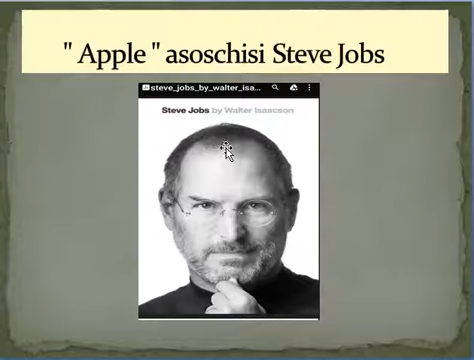 " Apple " asoschisi Steve Jobs
steve_jobs_by_walter_isa...
Steve Jobs by Walter Isaacson